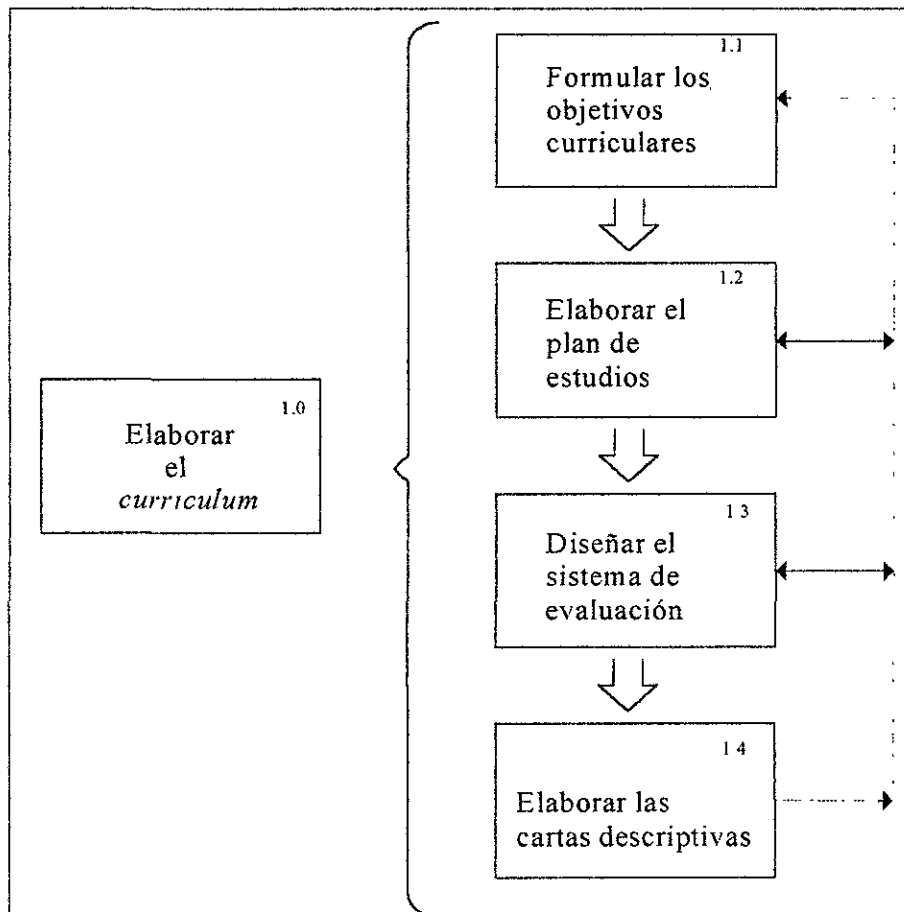 1.0
Elaborar
el
curriculum
1.1
Formular los
objetivos
curriculares
1.2
Elaborar el
plan de
estudios
1 3
Diseñar el
sistema de
evaluación
1 4
Elaborar las
cartas descriptivas